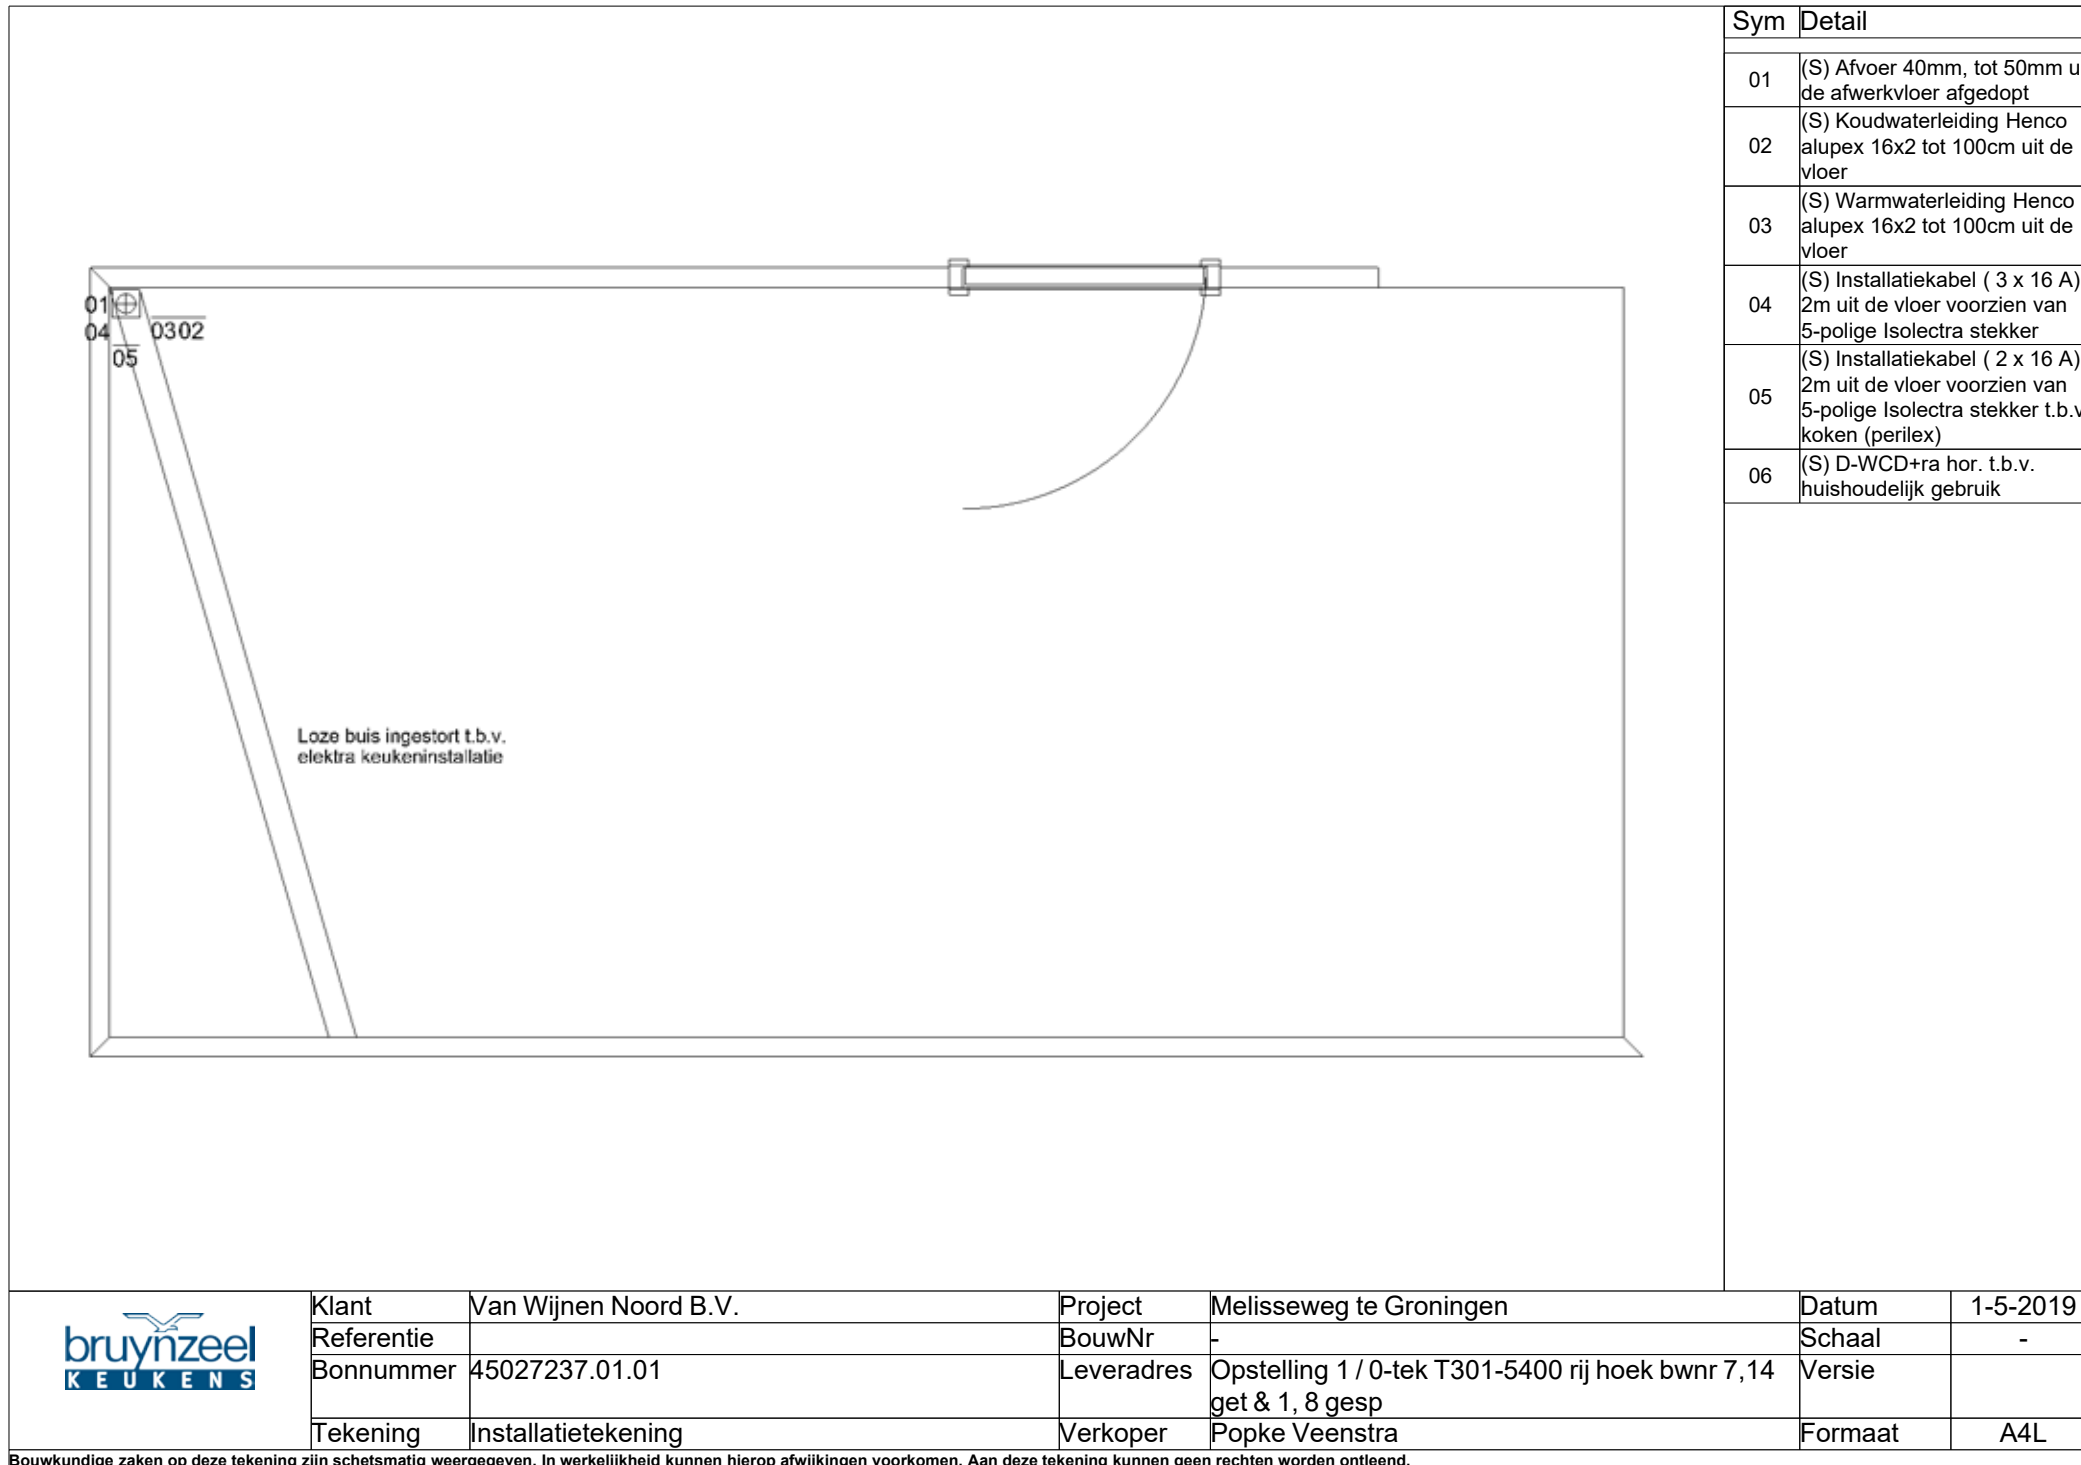 Sym Detail
01 (S) Afvoer 40mm, tot 50mm u
de afwerkvloer afgedopt
02 (S) Koudwaterleiding Henco
alupex 16x2 tot 100cm uit de
vloer
03 (S) Warmwaterleiding Henco
alupex 16x2 tot 100cm uit de
vloer
04 (S) Installatiekabel ( 3 x 16 A)
2m uit de vloer voorzien van
5-polige Isolectra stekker
05 (S) Installatiekabel ( 2 x 16 A)
2m uit de vloer voorzien van
5-polige Isolectra stekker t.b.v
koken (perilex)
06 (S) D-WCD+ra hor. t.b.v.
huishoudelijk gebruik
01
04 0302
05
Loze buis ingestort t.b.v.
elektra keukeninstallatie
bruynzeel
KEUKENS
Klant Van Wijnen Noord B.V. Project Melisseweg te Groningen Datum 1-5-2019
Referentie BouwNr - Schaal -
Bonnummer 45027237.01.01 Leveradres Opstelling 1 / 0-tek T301-5400 rij hoek bwnr 7,14 Versie
get & 1, 8 gesp
Tekening Installatietekening Verkoper Popke Veenstra Formaat A4L
Bouwkundige zaken op deze tekening zijn schetsmatig weergegeven. In werkelijkheid kunnen hierop afwijkingen voorkomen. Aan deze tekening kunnen geen rechten worden ontleend.